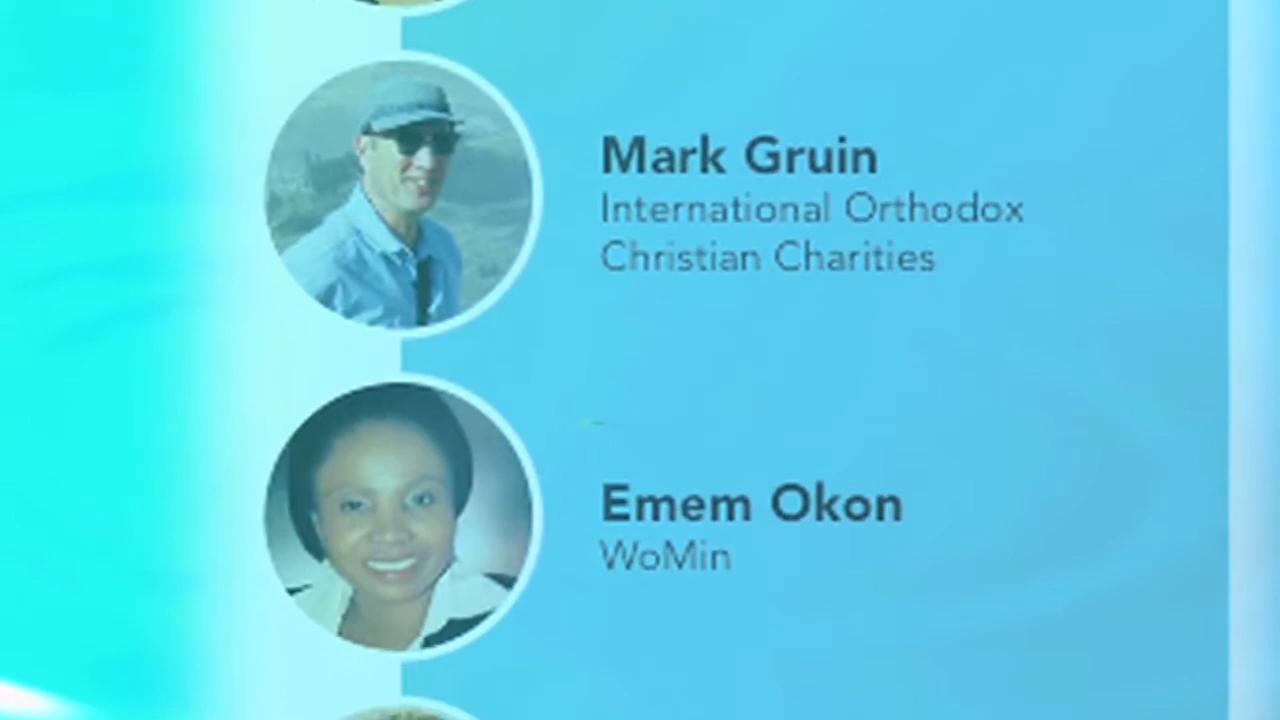 Mark Gruin
International Orthodox
Christian Charities
Emem Okon
WoMin